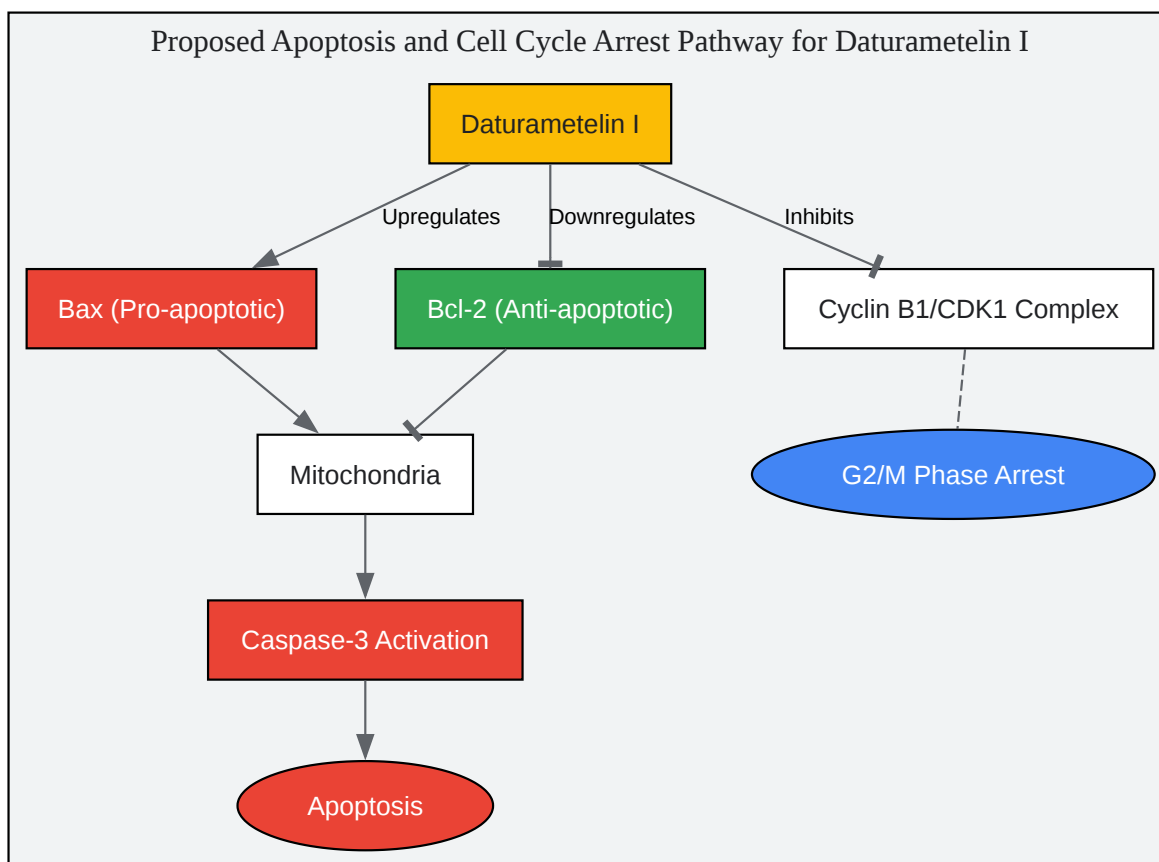 Proposed Apoptosis and Cell Cycle Arrest Pathway for Daturametelin I
Daturametelin I
Upregulates
Downregulates
Inhibits
Bax (Pro-apoptotic)
Bcl-2 (Anti-apoptotic)
Cyclin B1/CDK1 Complex
Mitochondria
G2/M Phase Arrest
Caspase-3 Activation
Apoptosis